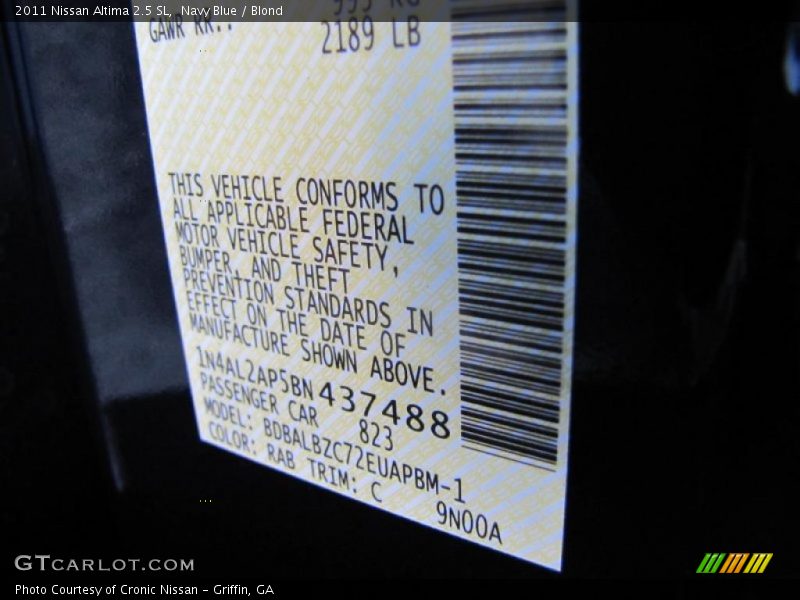 2011 Nissan Altima 2.5 SL, Navy Blue / Blond
GAWR RR.:
2189 LB
THIS VEHICLE CONFORMS TO
ALL APPLICABLE FEDERAL
MOTOR VEHICLE SAFETY,
BUMPER, AND THEFT
PREVENTION STANDARDS IN
EFFECT ON THE DATE OF
MANUFACTURE SHOWN ABOVE.
1N4AL2AP5BN437488
PASSENGER CAR 823
MODEL: BDBALBZC72EUAPBM-1
COLOR: RAB TRIM: C 9N00A
GTCARLOT.COM
Photo Courtesy of Cronic Nissan - Griffin, GA